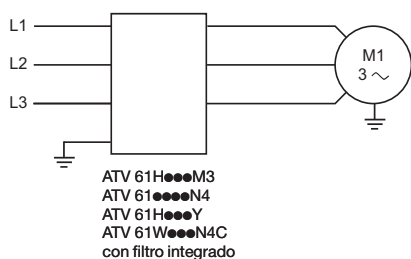 L1
L2
L3
M1
3 ~
ATV 61H●●●M3
ATV 61●●●●N4
ATV 61H●●●Y
ATV 61W●●●N4C
con filtro integrado